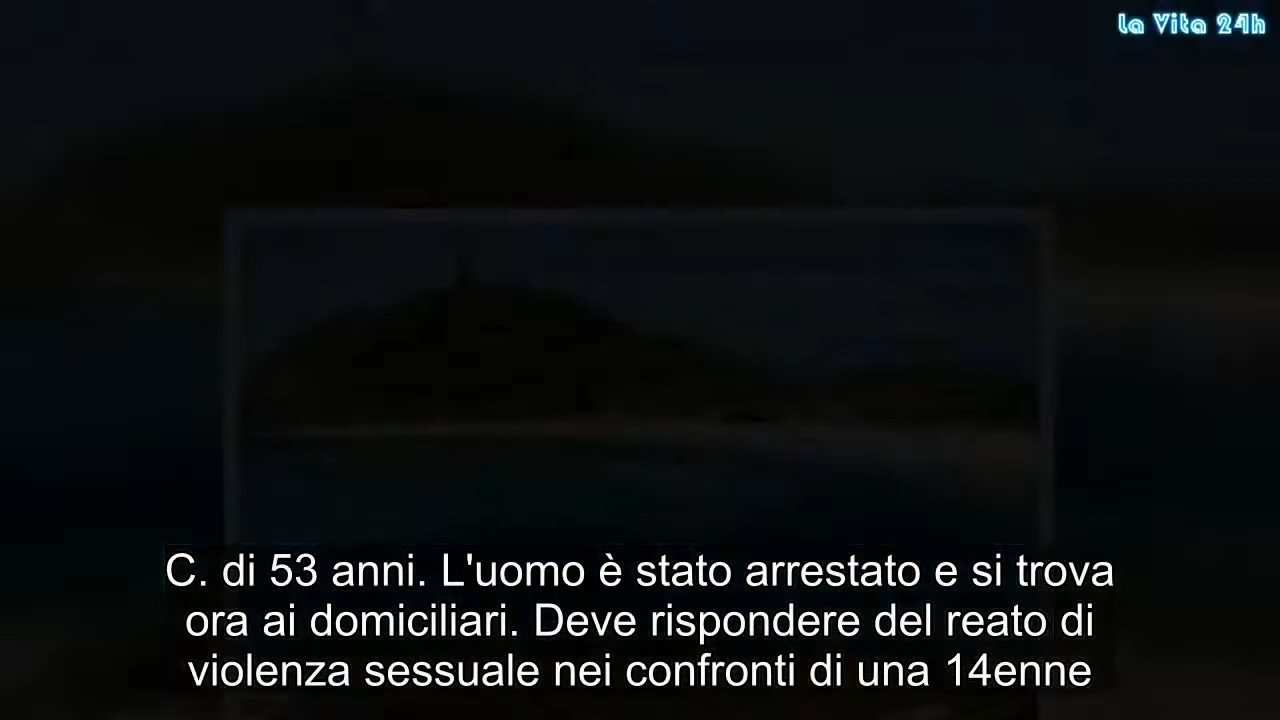 la Vita 24h
C. di 53 anni. L'uomo è stato arrestato e si trova
ora ai domiciliari. Deve rispondere del reato di
violenza sessuale nei confronti di una 14enne